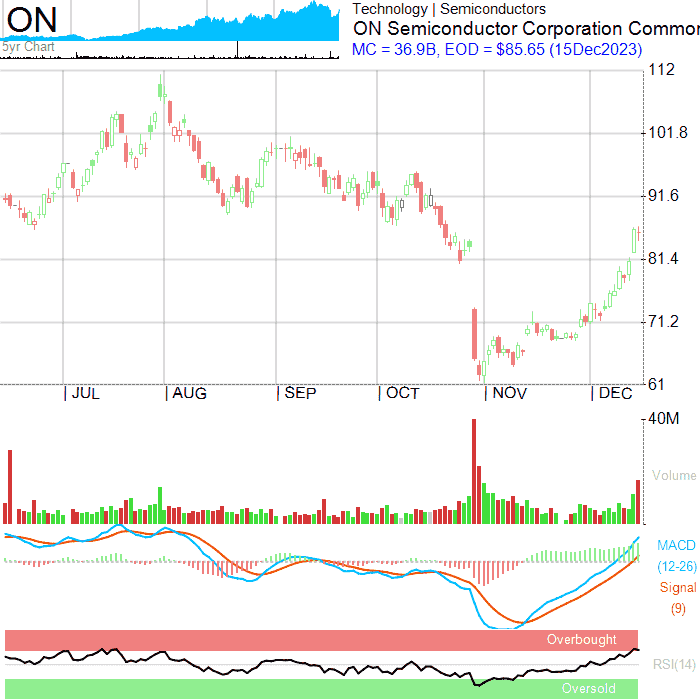 ON
Technology | Semiconductors
ON Semiconductor Corporation Common
MC = 36.9B, EOD = $85.65 (15Dec2023)
5yr Chart
112
101.8
91.6
81.4
71.2
61
| JUL | AUG | SEP | OCT | NOV | DEC
40M
Volume
MACD
(12-26)
Signal
(9)
Overbought
RSI(14)
Oversold